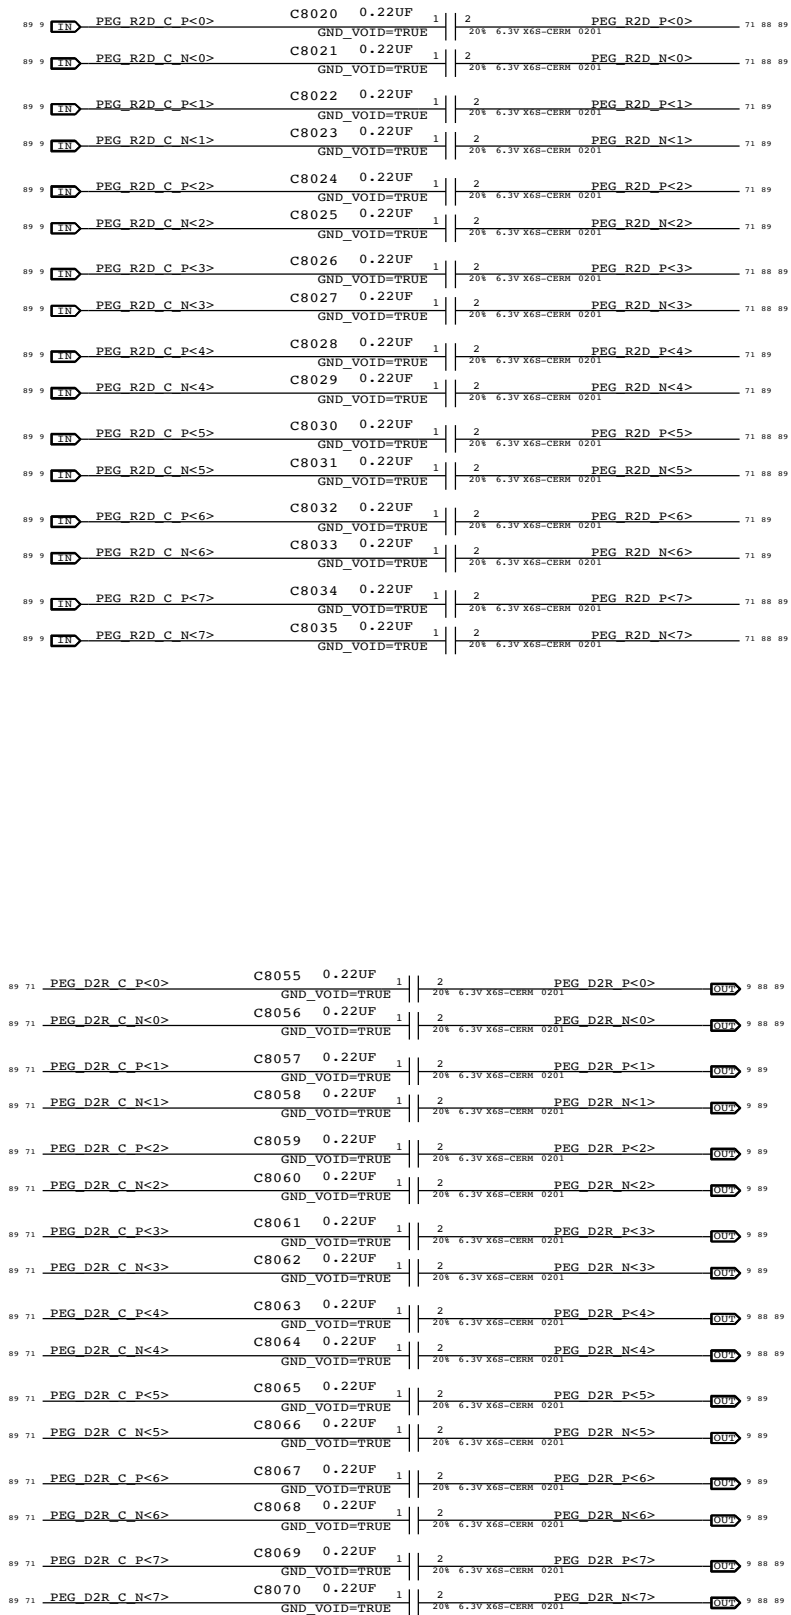 89 9 IN PEG_R2D_C_P<0> C8020 0.22UF 1 2 PEG_R2D_P<0> 71 88 89
GND_VOID=TRUE 20% 6.3V X6S-CERM 0201
89 9 IN PEG_R2D_C_N<0> C8021 0.22UF 1 2 PEG_R2D_N<0> 71 88 89
GND_VOID=TRUE 20% 6.3V X6S-CERM 0201
89 9 IN PEG_R2D_C_P<1> C8022 0.22UF 1 2 PEG_R2D_P<1> 71 89
GND_VOID=TRUE 20% 6.3V X6S-CERM 0201
89 9 IN PEG_R2D_C_N<1> C8023 0.22UF 1 2 PEG_R2D_N<1> 71 89
GND_VOID=TRUE 20% 6.3V X6S-CERM 0201
89 9 IN PEG_R2D_C_P<2> C8024 0.22UF 1 2 PEG_R2D_P<2> 71 89
GND_VOID=TRUE 20% 6.3V X6S-CERM 0201
89 9 IN PEG_R2D_C_N<2> C8025 0.22UF 1 2 PEG_R2D_N<2> 71 89
GND_VOID=TRUE 20% 6.3V X6S-CERM 0201
89 9 IN PEG_R2D_C_P<3> C8026 0.22UF 1 2 PEG_R2D_P<3> 71 88 89
GND_VOID=TRUE 20% 6.3V X6S-CERM 0201
89 9 IN PEG_R2D_C_N<3> C8027 0.22UF 1 2 PEG_R2D_N<3> 71 88 89
GND_VOID=TRUE 20% 6.3V X6S-CERM 0201
89 9 IN PEG_R2D_C_P<4> C8028 0.22UF 1 2 PEG_R2D_P<4> 71 89
GND_VOID=TRUE 20% 6.3V X6S-CERM 0201
89 9 IN PEG_R2D_C_N<4> C8029 0.22UF 1 2 PEG_R2D_N<4> 71 89
GND_VOID=TRUE 20% 6.3V X6S-CERM 0201
89 9 IN PEG_R2D_C_P<5> C8030 0.22UF 1 2 PEG_R2D_P<5> 71 88 89
GND_VOID=TRUE 20% 6.3V X6S-CERM 0201
89 9 IN PEG_R2D_C_N<5> C8031 0.22UF 1 2 PEG_R2D_N<5> 71 88 89
GND_VOID=TRUE 20% 6.3V X6S-CERM 0201
89 9 IN PEG_R2D_C_P<6> C8032 0.22UF 1 2 PEG_R2D_P<6> 71 89
GND_VOID=TRUE 20% 6.3V X6S-CERM 0201
89 9 IN PEG_R2D_C_N<6> C8033 0.22UF 1 2 PEG_R2D_N<6> 71 89
GND_VOID=TRUE 20% 6.3V X6S-CERM 0201
89 9 IN PEG_R2D_C_P<7> C8034 0.22UF 1 2 PEG_R2D_P<7> 71 88 89
GND_VOID=TRUE 20% 6.3V X6S-CERM 0201
89 9 IN PEG_R2D_C_N<7> C8035 0.22UF 1 2 PEG_R2D_N<7> 71 88 89
GND_VOID=TRUE 20% 6.3V X6S-CERM 0201
89 71 PEG_D2R_C_P<0> C8055 0.22UF 1 2 PEG_D2R_P<0> OUT 9 88 89
GND_VOID=TRUE 20% 6.3V X6S-CERM 0201
89 71 PEG_D2R_C_N<0> C8056 0.22UF 1 2 PEG_D2R_N<0> OUT 9 88 89
GND_VOID=TRUE 20% 6.3V X6S-CERM 0201
89 71 PEG_D2R_C_P<1> C8057 0.22UF 1 2 PEG_D2R_P<1> OUT 9 89
GND_VOID=TRUE 20% 6.3V X6S-CERM 0201
89 71 PEG_D2R_C_N<1> C8058 0.22UF 1 2 PEG_D2R_N<1> OUT 9 89
GND_VOID=TRUE 20% 6.3V X6S-CERM 0201
89 71 PEG_D2R_C_P<2> C8059 0.22UF 1 2 PEG_D2R_P<2> OUT 9 89
GND_VOID=TRUE 20% 6.3V X6S-CERM 0201
89 71 PEG_D2R_C_N<2> C8060 0.22UF 1 2 PEG_D2R_N<2> OUT 9 89
GND_VOID=TRUE 20% 6.3V X6S-CERM 0201
89 71 PEG_D2R_C_P<3> C8061 0.22UF 1 2 PEG_D2R_P<3> OUT 9 89
GND_VOID=TRUE 20% 6.3V X6S-CERM 0201
89 71 PEG_D2R_C_N<3> C8062 0.22UF 1 2 PEG_D2R_N<3> OUT 9 89
GND_VOID=TRUE 20% 6.3V X6S-CERM 0201
89 71 PEG_D2R_C_P<4> C8063 0.22UF 1 2 PEG_D2R_P<4> OUT 9 88 89
GND_VOID=TRUE 20% 6.3V X6S-CERM 0201
89 71 PEG_D2R_C_N<4> C8064 0.22UF 1 2 PEG_D2R_N<4> OUT 9 88 89
GND_VOID=TRUE 20% 6.3V X6S-CERM 0201
89 71 PEG_D2R_C_P<5> C8065 0.22UF 1 2 PEG_D2R_P<5> OUT 9 89
GND_VOID=TRUE 20% 6.3V X6S-CERM 0201
89 71 PEG_D2R_C_N<5> C8066 0.22UF 1 2 PEG_D2R_N<5> OUT 9 89
GND_VOID=TRUE 20% 6.3V X6S-CERM 0201
89 71 PEG_D2R_C_P<6> C8067 0.22UF 1 2 PEG_D2R_P<6> OUT 9 89
GND_VOID=TRUE 20% 6.3V X6S-CERM 0201
89 71 PEG_D2R_C_N<6> C8068 0.22UF 1 2 PEG_D2R_N<6> OUT 9 89
GND_VOID=TRUE 20% 6.3V X6S-CERM 0201
89 71 PEG_D2R_C_P<7> C8069 0.22UF 1 2 PEG_D2R_P<7> OUT 9 88 89
GND_VOID=TRUE 20% 6.3V X6S-CERM 0201
89 71 PEG_D2R_C_N<7> C8070 0.22UF 1 2 PEG_D2R_N<7> OUT 9 88 89
GND_VOID=TRUE 20% 6.3V X6S-CERM 0201